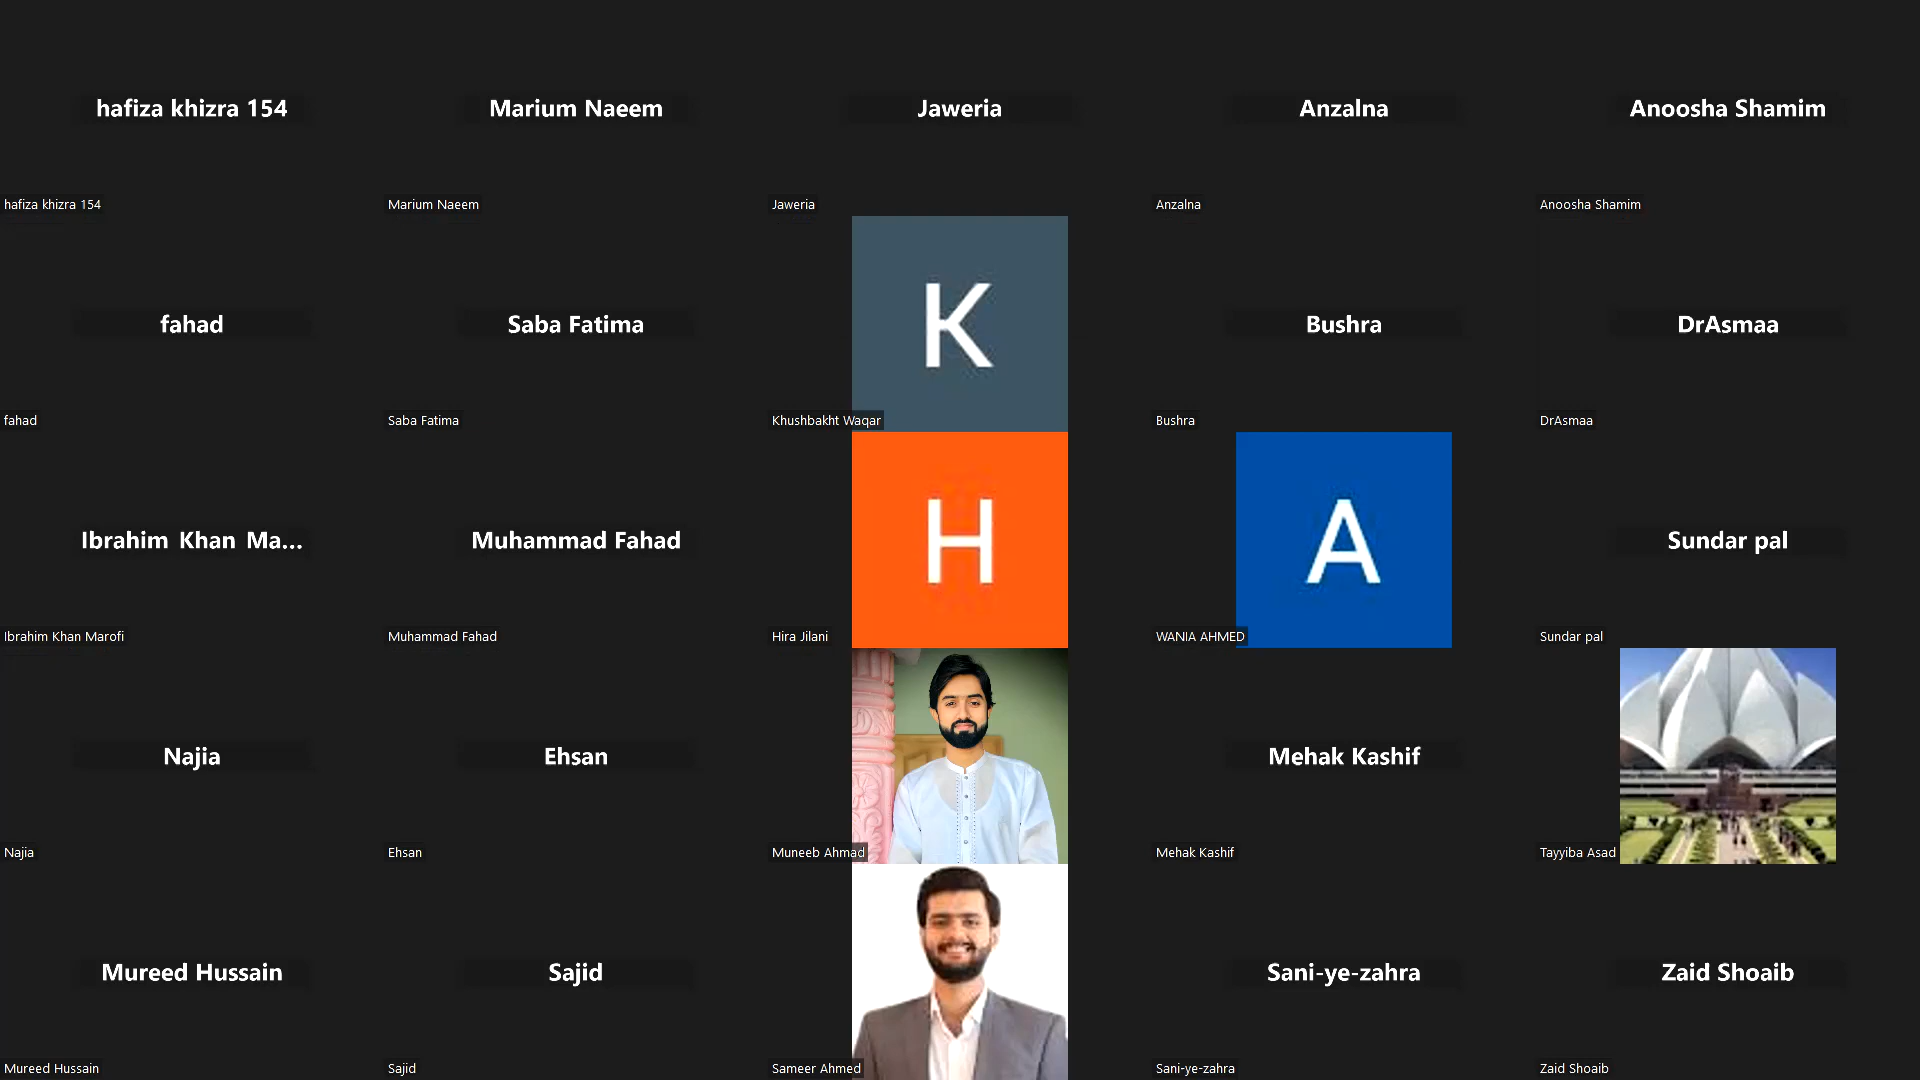 hafiza khizra 154
Marium Naeem
Jaweria
Anzalna
Anoosha Shamim
hafiza khizra 154
Marium Naeem
Jaweria
Anzalna
Anoosha Shamim
fahad
Saba Fatima
K
Bushra
DrAsmaa
fahad
Saba Fatima
Khushbakht Waqar
Bushra
DrAsmaa
Ibrahim Khan Ma...
Muhammad Fahad
H
A
Sundar pal
Ibrahim Khan Marofi
Muhammad Fahad
Hira Jilani
WANIA AHMED
Sundar pal
Najia
Ehsan
Mehak Kashif
Najia
Ehsan
Muneeb Ahmad
Mehak Kashif
Tayyiba Asad
Mureed Hussain
Sajid
Sani-ye-zahra
Zaid Shoaib
Mureed Hussain
Sajid
Sameer Ahmed
Sani-ye-zahra
Zaid Shoaib